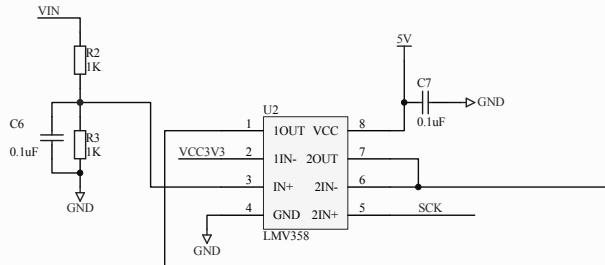 VIN
R2
1K
C6
0.1uF
R3
1K
GND
5V
C7
0.1uF
GND
U2
1 1OUT VCC 8
VCC3V3 2 1IN- 2OUT 7
3 IN+ 2IN- 6
4 GND 2IN+ 5 SCK
LMV358
GND